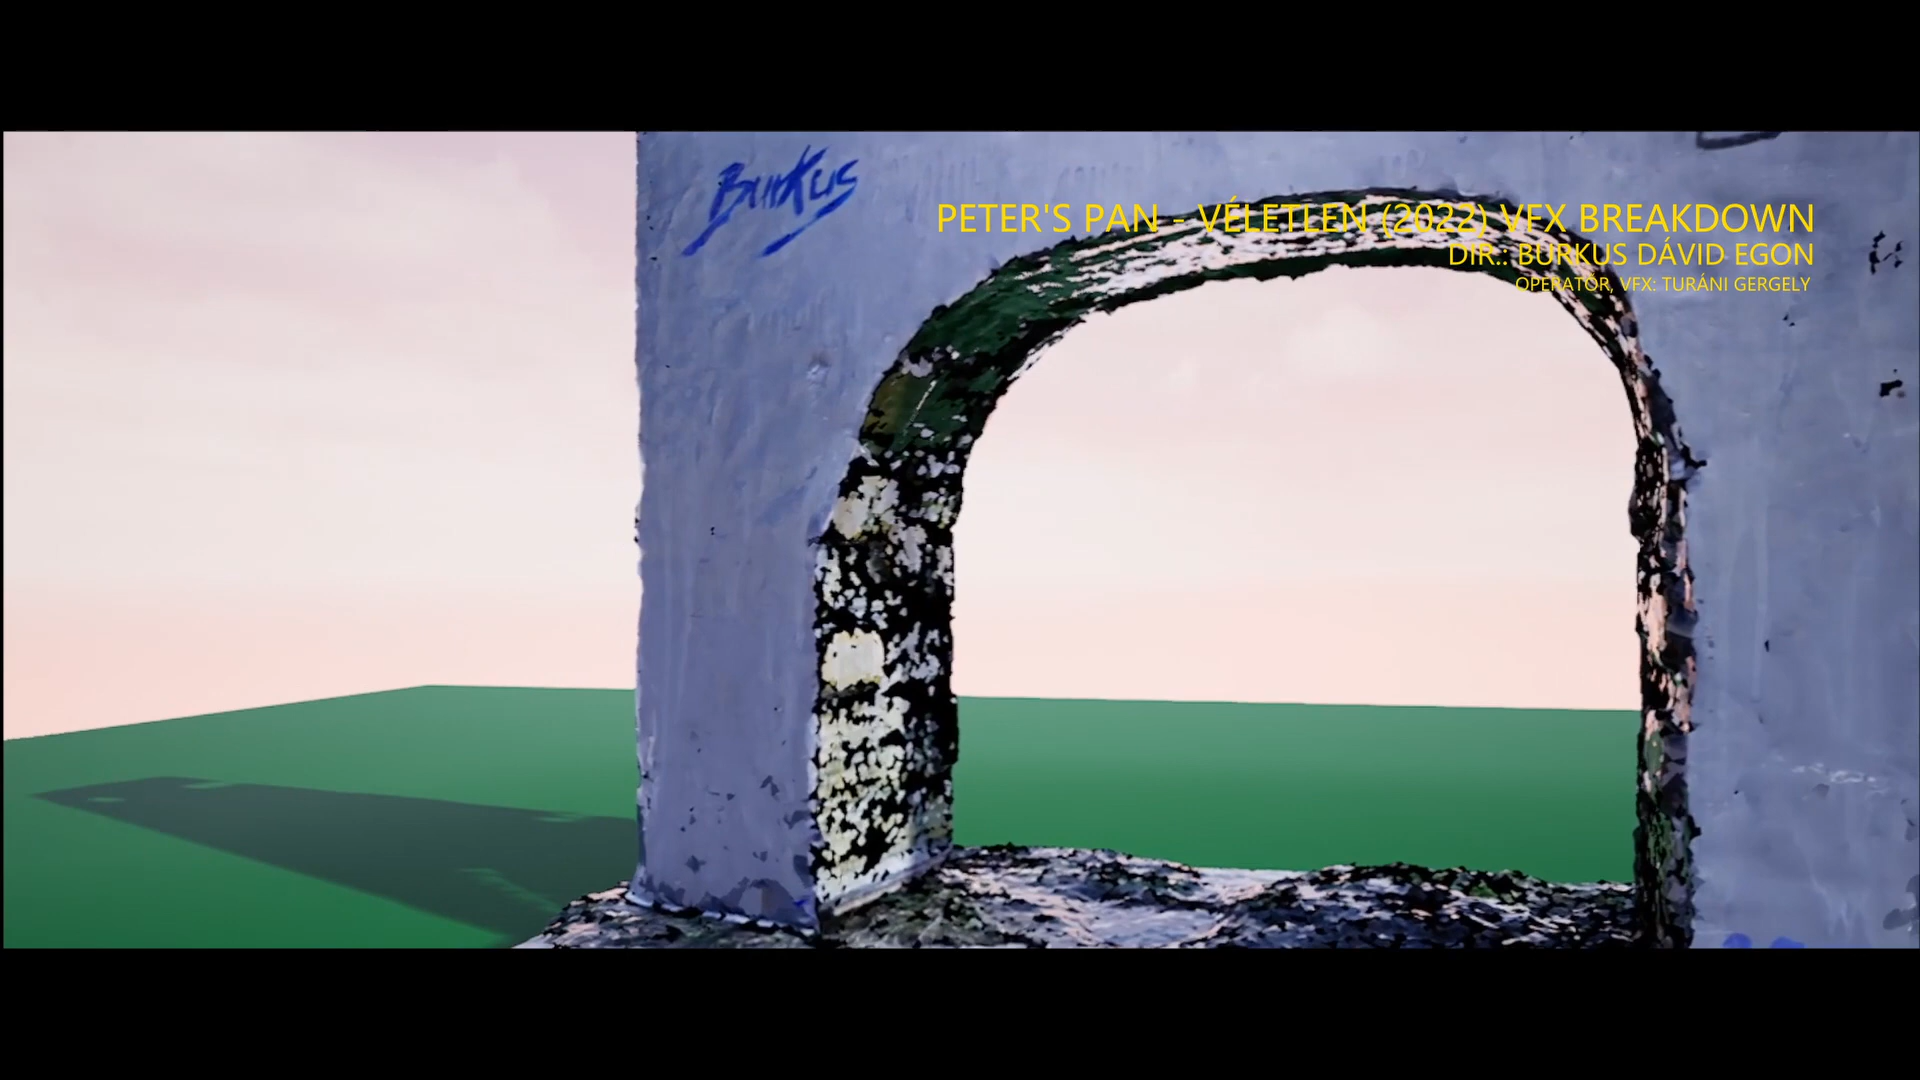 Burkus
PETER'S PAN - VÉLETLEN (2022) VFX BREAKDOWN
DIR.: BURKUS DÁVID EGON
OPERATŐR, VFX: TURÁNI GERGELY